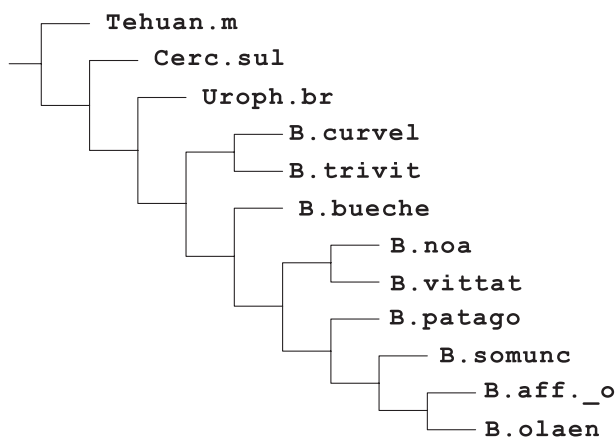 Tehuan.m
Cerc.sul
Uroph.br
B.curvel
B.trivit
B.bueche
B.noa
B.vittat
B.patago
B.somunc
B.aff._o
B.olaen